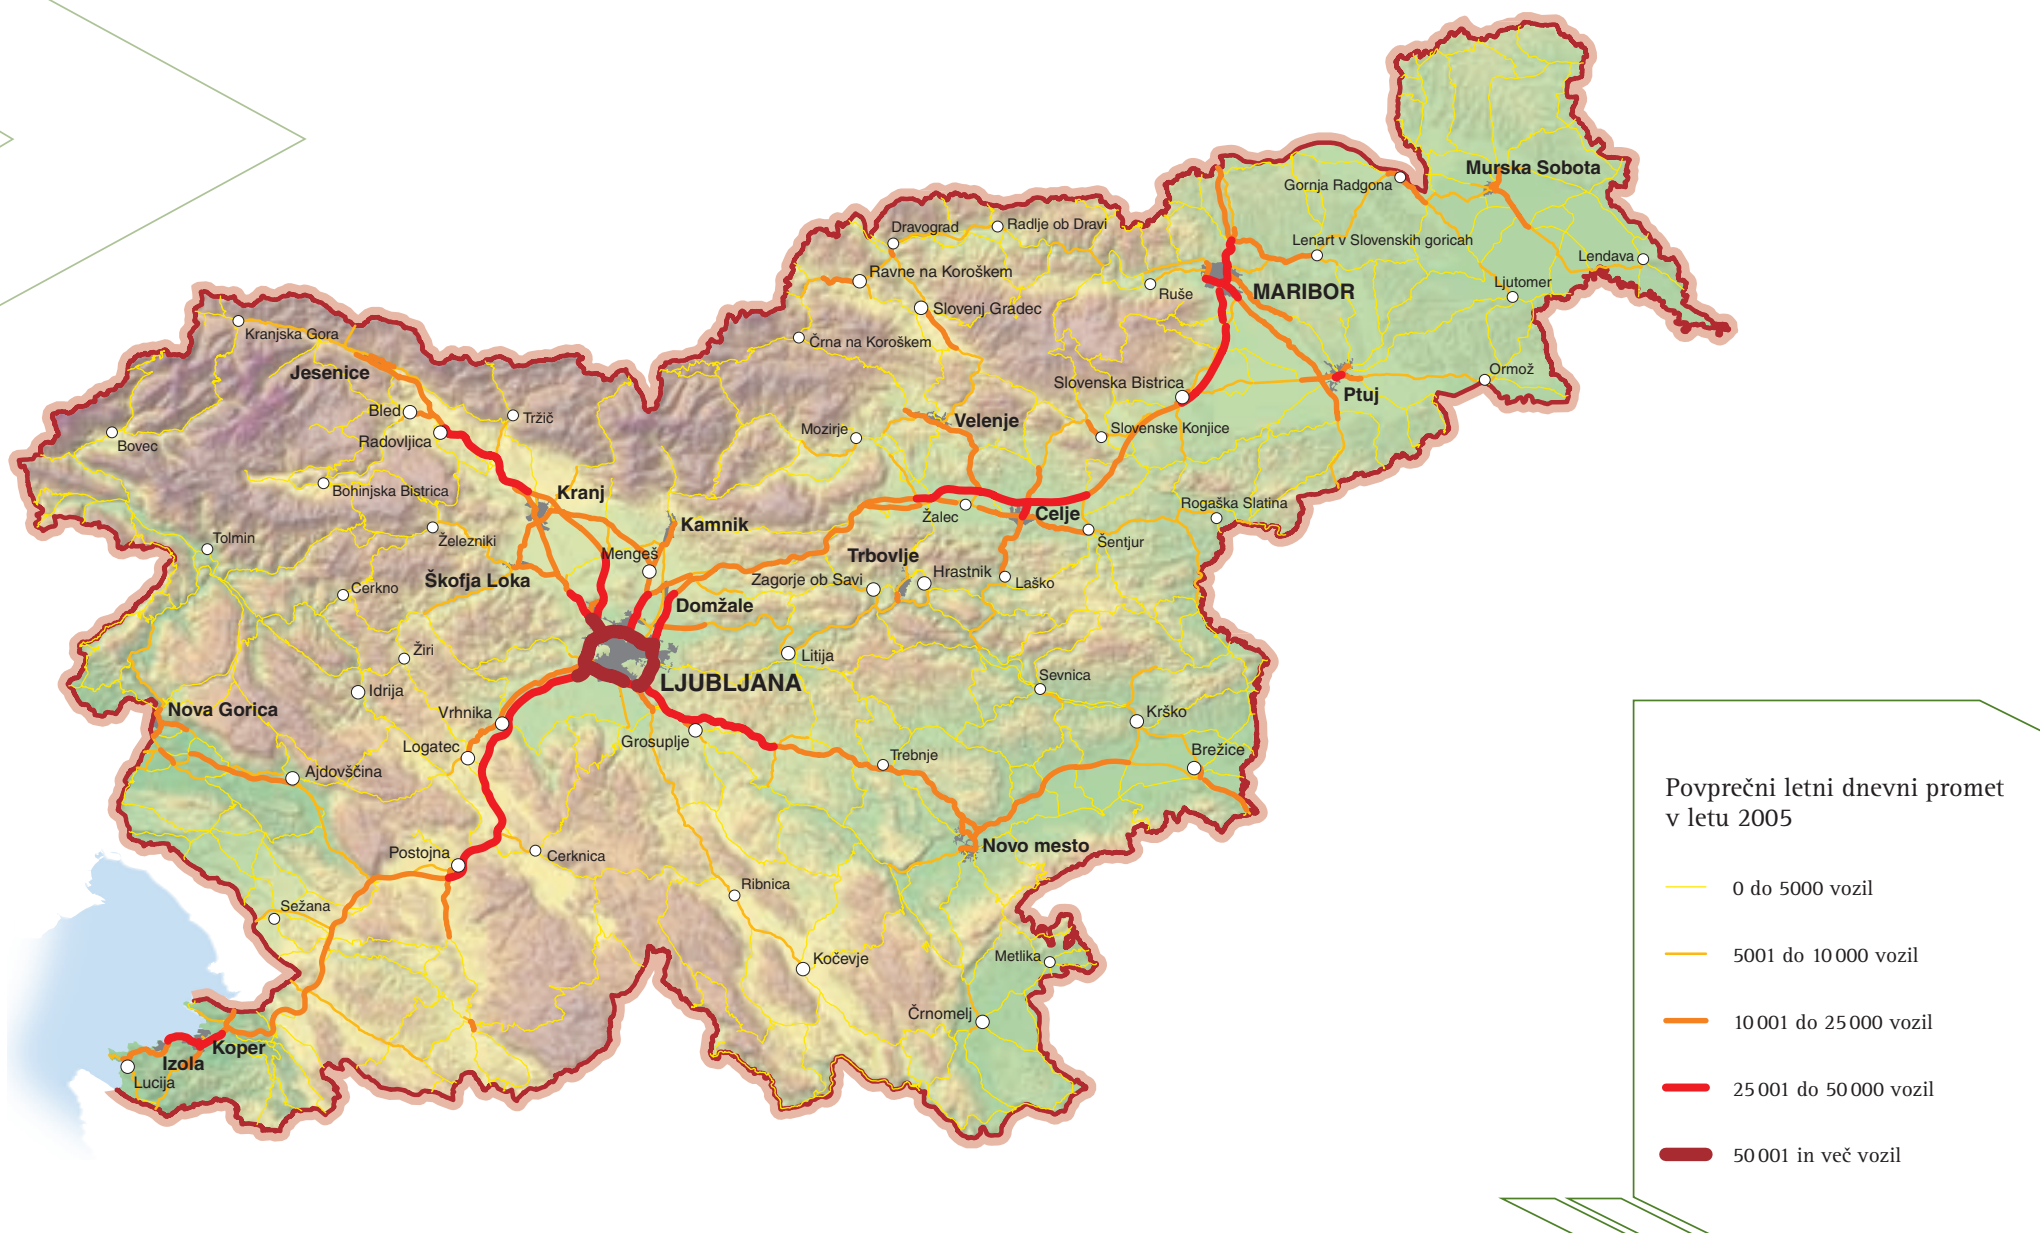 Murska Sobota
Gornja Radgona
Dravograd
Radlje ob Dravi
Lenart v Slovenskih goricah
Lendava
Ravne na Koroškem
Ruše
MARIBOR
Ljutomer
Slovenj Gradec
Kranjska Gora
Črna na Koroškem
Jesenice
Slovenska Bistrica
Ormož
Ptuj
Bled
Tržič
Velenje
Mozirje
Slovenske Konjice
Radovljica
Bovec
Bohinjska Bistrica
Kranj
Rogaška Slatina
Žalec
Celje
Kamnik
Tolmin
Železniki
Šentjur
Mengeš
Trbovlje
Škofja Loka
Zagorje ob Savi
Hrastnik
Laško
Cerkno
Domžale
Žiri
Litija
LJUBLJANA
Sevnica
Idrija
Nova Gorica
Vrhnika
Krško
Grosuplje
Logatec
Trebnje
Brežice
Ajdovščina
Postojna
Cerknica
Novo mesto
Ribnica
Sežana
Kočevje
Metlika
Črnomelj
Koper
Izola
Lucija
Povprečni letni dnevni promet
v letu 2005
0 do 5000 vozil
5001 do 10 000 vozil
10 001 do 25 000 vozil
25 001 do 50 000 vozil
50 001 in več vozil